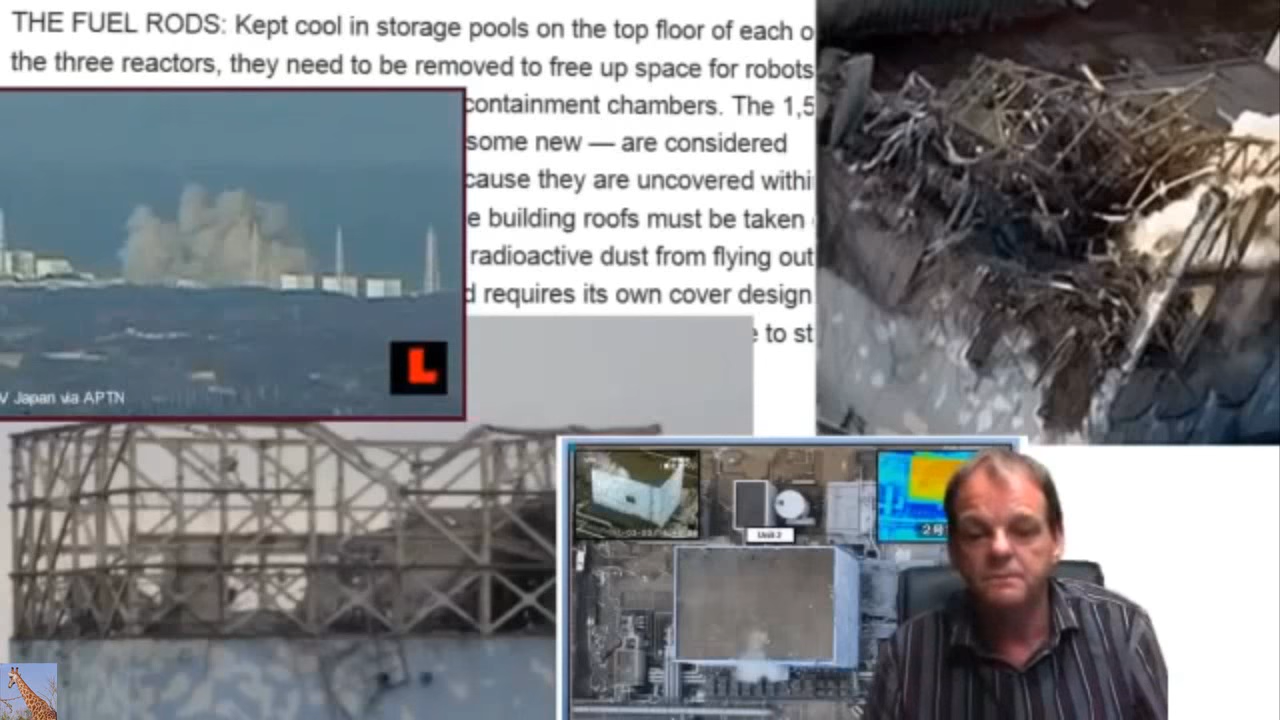 THE FUEL RODS: Kept cool in storage pools on the top floor of each o
the three reactors, they need to be removed to free up space for robots
containment chambers. The 1,5
some new — are considered
cause they are uncovered withi
e building roofs must be taken
radioactive dust from flying out
d requires its own cover design
e to st
V Japan via APTN
L
Unit 2